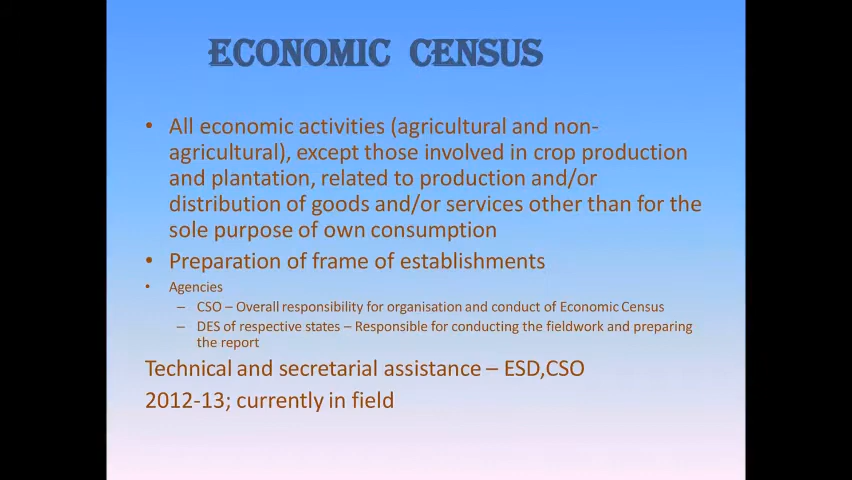 ECONOMIC CENSUS
• All economic activities (agricultural and non-
agricultural), except those involved in crop production
and plantation, related to production and/or
distribution of goods and/or services other than for the
sole purpose of own consumption
• Preparation of frame of establishments
• Agencies
– CSO – Overall responsibility for organisation and conduct of Economic Census
– DES of respective states – Responsible for conducting the fieldwork and preparing
the report
Technical and secretarial assistance – ESD,CSO
2012-13; currently in field